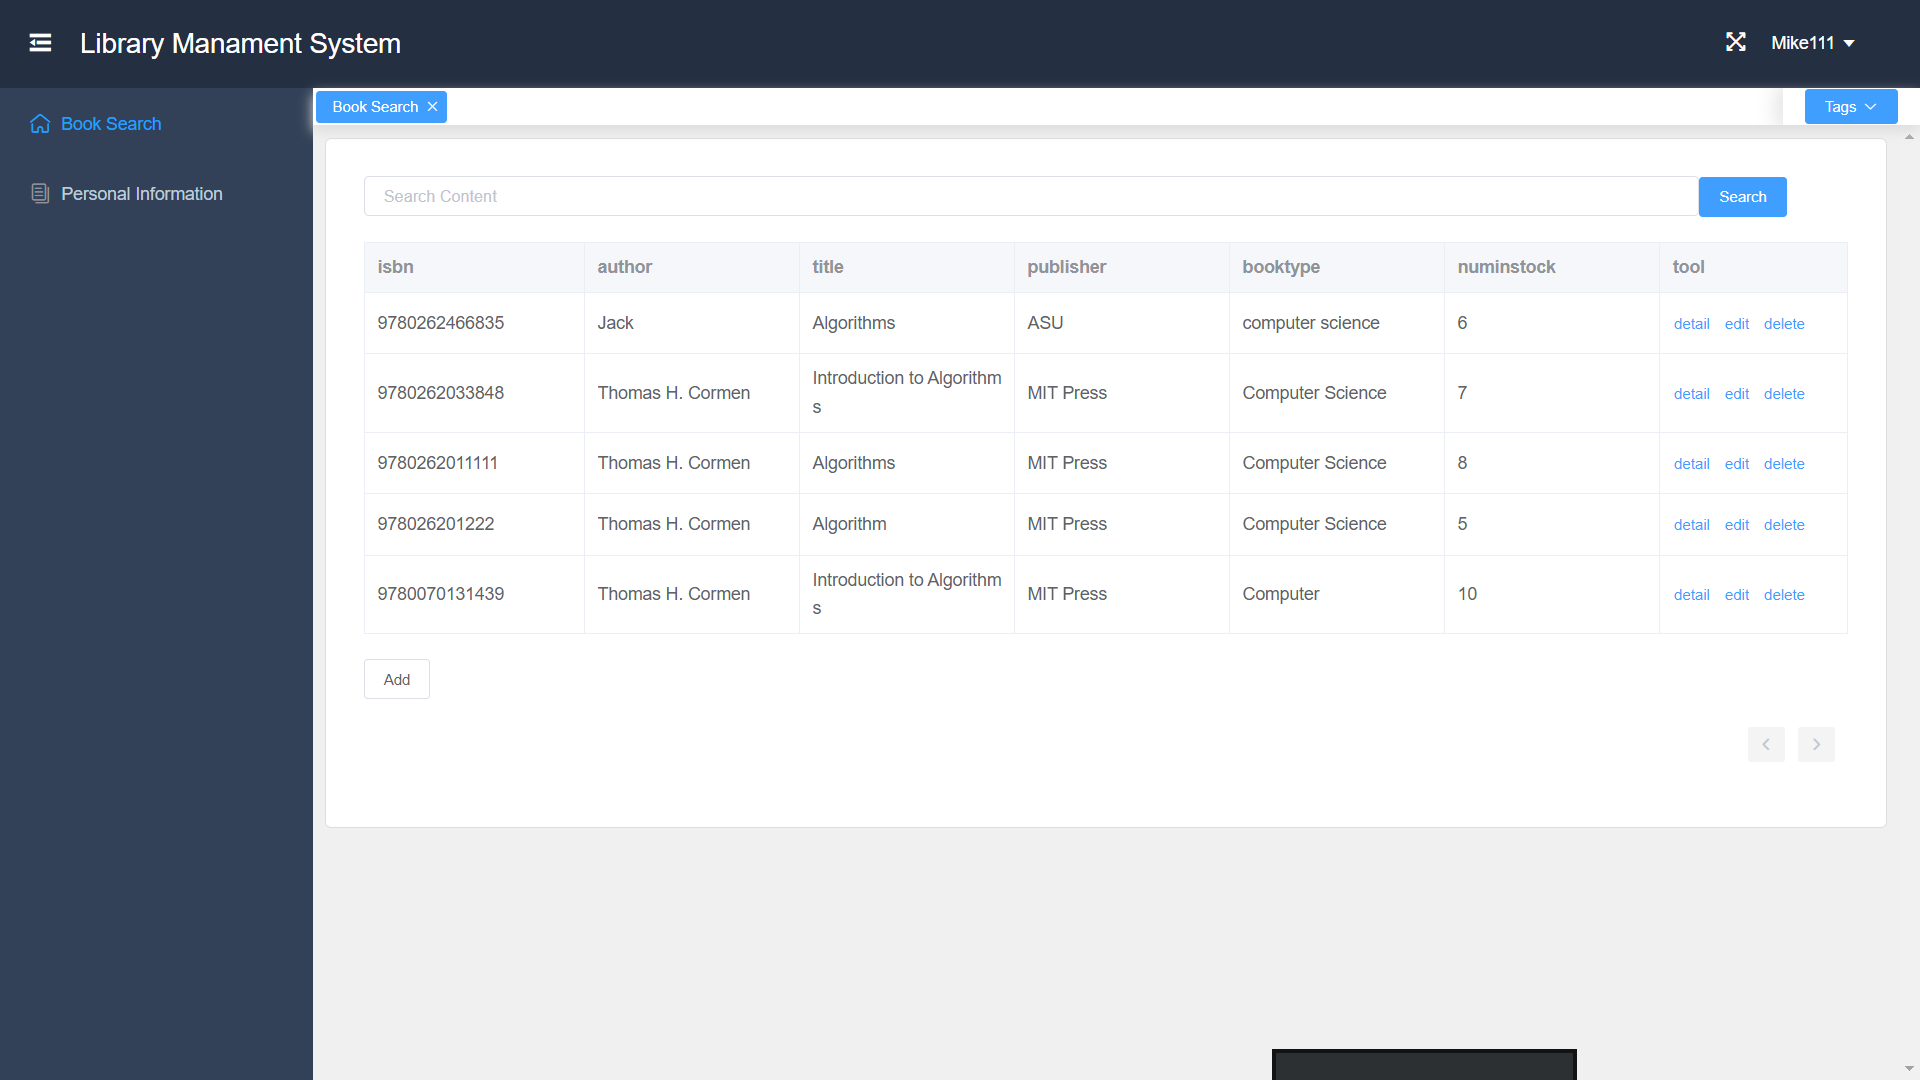 Library Manament System
Mike111
Book Search
Personal Information
Book Search
Tags
Search Content
Search
isbn author title publisher booktype numinstock tool
9780262466835 Jack Algorithms ASU computer science 6 detail edit delete
9780262033848 Thomas H. Cormen Introduction to Algorithm
s MIT Press Computer Science 7 detail edit delete
9780262011111 Thomas H. Cormen Algorithms MIT Press Computer Science 8 detail edit delete
978026201222 Thomas H. Cormen Algorithm MIT Press Computer Science 5 detail edit delete
9780070131439 Thomas H. Cormen Introduction to Algorithm
s MIT Press Computer 10 detail edit delete
Add